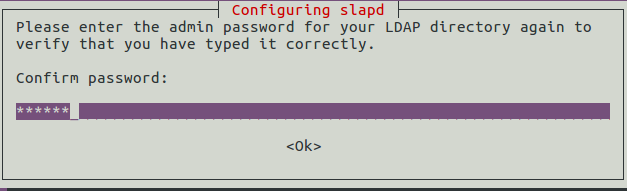 Configuring slapd
Please enter the admin password for your LDAP directory again to
verify that you have typed it correctly.
Confirm password:
******_
<Ok>